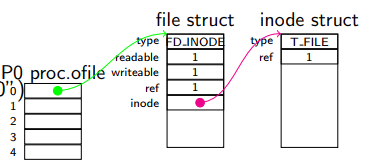 file struct
inode struct
type FD_INODE
type T_FILE
readable 1
ref 1
writeable 1
P0 proc.ofile
ref 1
0
inode
1
2
3
4